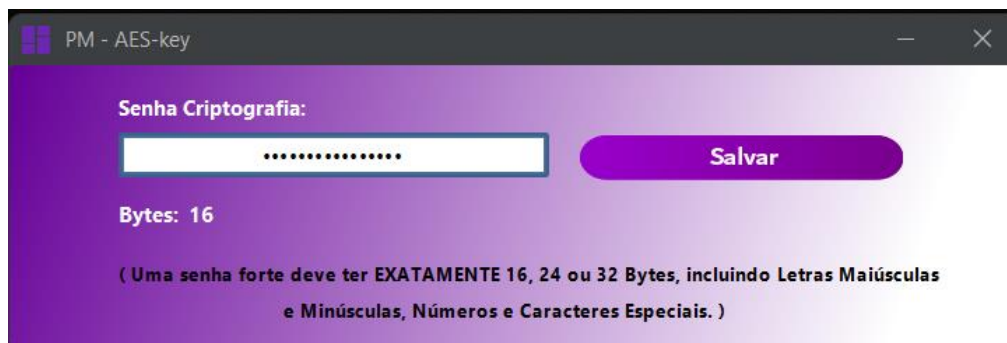 PM - AES-key
Senha Criptografia:
••••••••••••••••
Salvar
Bytes: 16
( Uma senha forte deve ter EXATAMENTE 16, 24 ou 32 Bytes, incluindo Letras Maiúsculas
e Minúsculas, Números e Caracteres Especiais. )